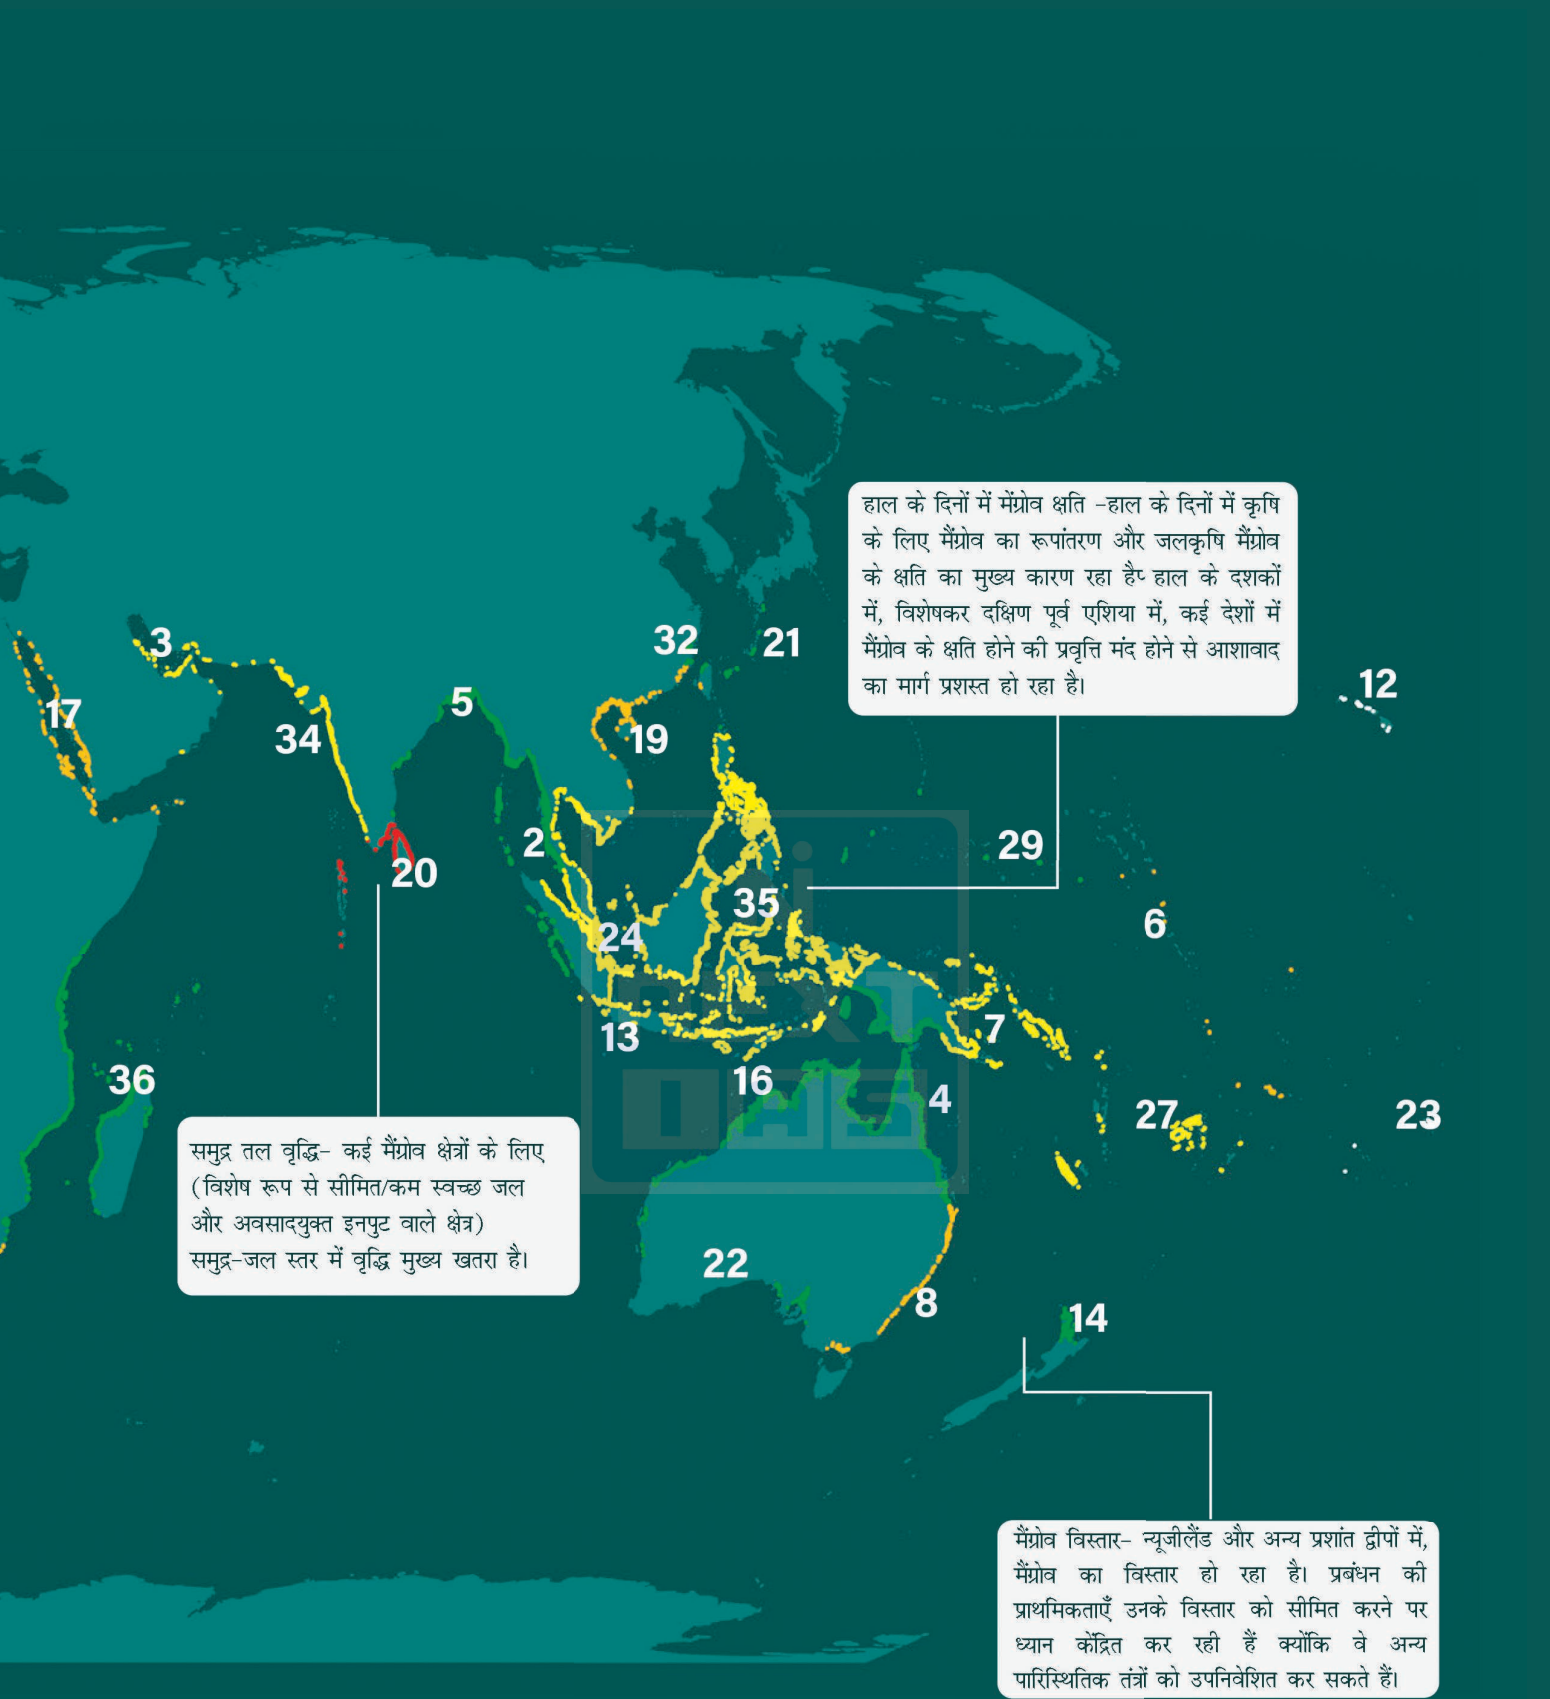 हाल के दिनों में मेंग्रोव क्षति -हाल के दिनों में कृषि
के लिए मैंग्रोव का रूपांतरण और जलकृषि मैंग्रोव
के क्षति का मुख्य कारण रहा हैप् हाल के दशकों
में, विशेषकर दक्षिण पूर्व एशिया में, कई देशों में
मैंग्रोव के क्षति होने की प्रवृत्ति मंद होने से आशावाद
का मार्ग प्रशस्त हो रहा है।
3
32
21
12
17
5
34
19
2
29
20
35
6
24
7
13
16
36
4
27
23
NEXT
IAS
समुद्र तल वृद्धि- कई मैंग्रोव क्षेत्रों के लिए
(विशेष रूप से सीमित/कम स्वच्छ जल
और अवसादयुक्त इनपुट वाले क्षेत्र)
समुद्र-जल स्तर में वृद्धि मुख्य खतरा है।
22
8
14
मैंग्रोव विस्तार- न्यूजीलैंड और अन्य प्रशांत द्वीपों में,
मैंग्रोव का विस्तार हो रहा है। प्रबंधन की
प्राथमिकताएँ उनके विस्तार को सीमित करने पर
ध्यान केंद्रित कर रही हैं क्योंकि वे अन्य
पारिस्थितिक तंत्रों को उपनिवेशित कर सकते हैं।